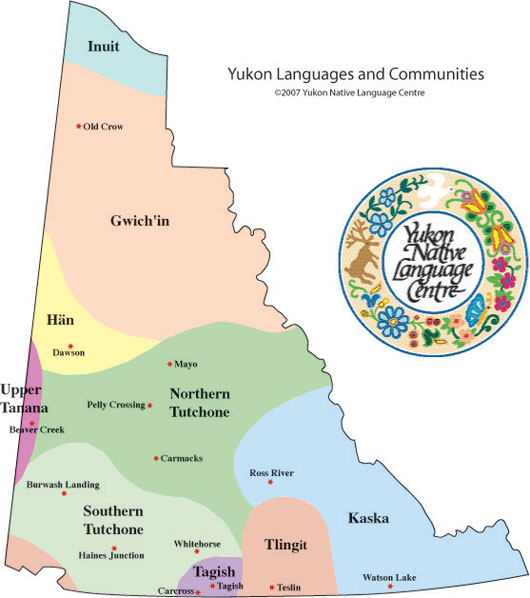 Inuit
Yukon Languages and Communities
©2007 Yukon Native Language Centre
Old Crow
Gwich'in
Yukon
Native
Language
Centre
Hän
Dawson
Mayo
Upper
Tanana
Northern
Tutchone
Pelly Crossing
Beaver Creek
Carmacks
Ross River
Burwash Landing
Southern
Tutchone
Kaska
Whitehorse
Haines Junction
Tlingit
Tagish
Tagish
Carcross
Teslin
Watson Lake